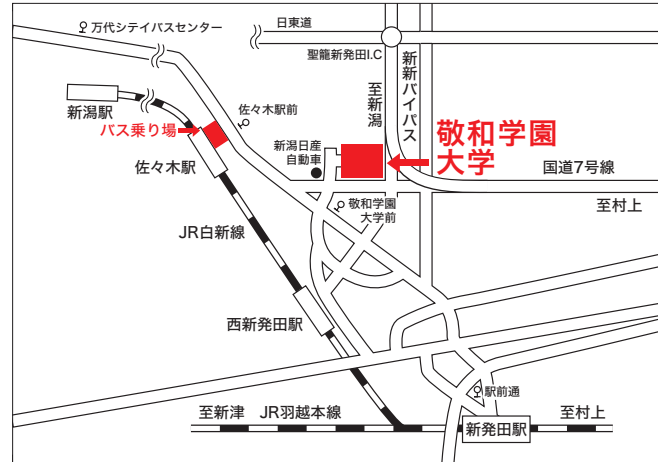 万代シテイバスセンター
日東道
聖籠新発田I.C
新新バイパス
至新潟
新潟駅
佐々木駅前
バス乗り場
新潟日産
自動車
敬和学園
大学
佐々木駅
国道7号線
至村上
敬和学園
大学前
JR白新線
西新発田駅
駅前通
至新津
JR羽越本線
至村上
新発田駅